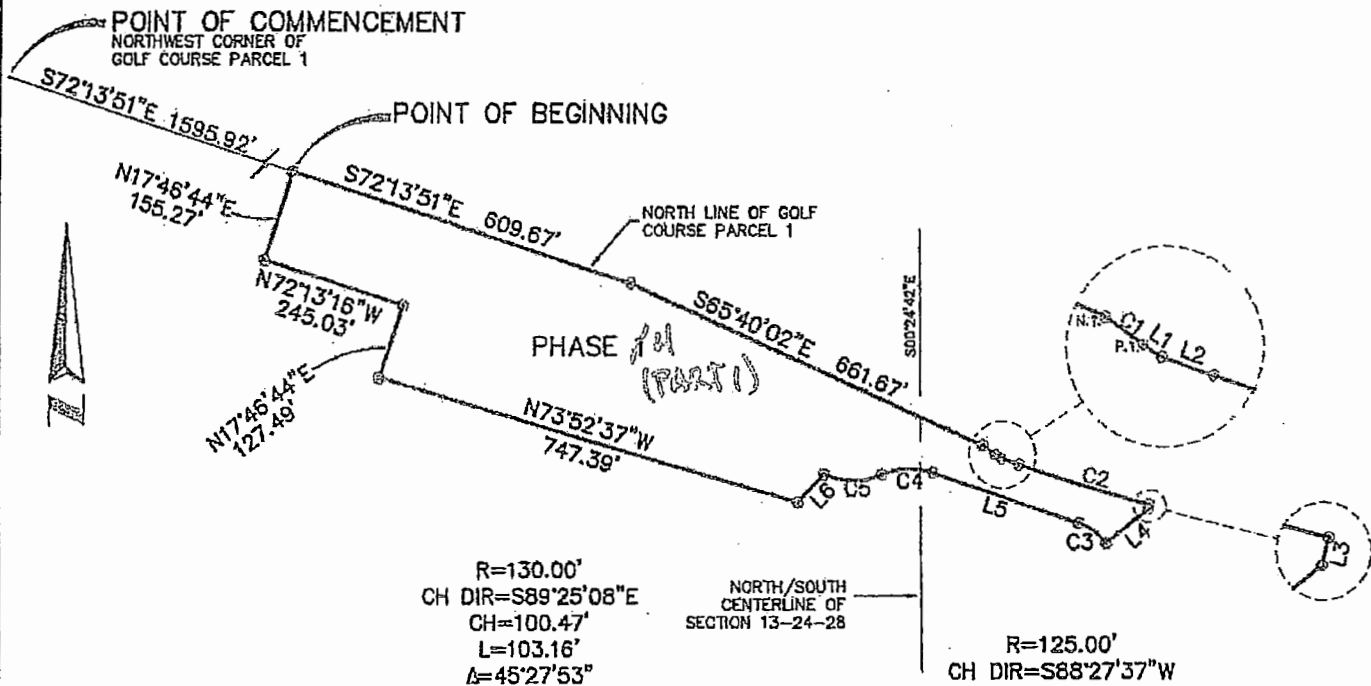 POINT OF COMMENCEMENT
NORTHWEST CORNER OF
GOLF COURSE PARCEL 1
S72°13'51"E 1595.92'
POINT OF BEGINNING
N17°46'44"E
155.27'
S72°13'51"E 609.67'
NORTH LINE OF GOLF
COURSE PARCEL 1
N72°13'16"W
245.03'
S00°24'42"E
S65°40'02"E 661.67'
N.T.
C1 L1 L2
P.T.
PHASE
(PART 1)
N17°46'44"E
127.49'
N73°52'37"W
747.39'
C2
L6 C5 C4
L5
C3 L4
L3
R=130.00'
CH DIR=S89°25'08"E
CH=100.47'
L=103.16'
Δ=45°27'53"
NORTH/SOUTH
CENTERLINE OF
SECTION 13-24-28
R=125.00'
CH DIR=S88°27'37"W